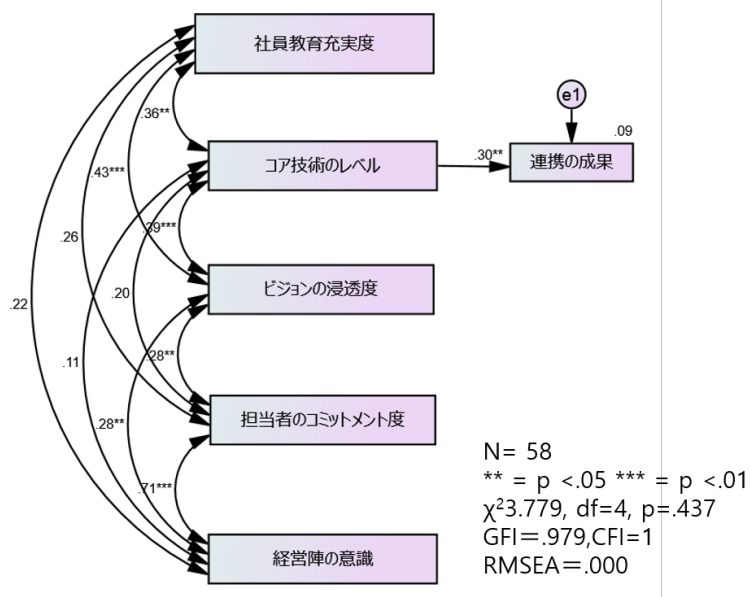 社員教育充実度
e1
.09
.36**
コア技術のレベル
.30**
連携の成果
.43***
.39***
.26
ビジョンの浸透度
.20
.22
.28**
.11
担当者のコミットメント度
.28**
N= 58
** = p <.05 *** = p <.01
.71***
χ²3.779, df=4, p=.437
GFI＝.979,CFI=1
経営陣の意識
RMSEA＝.000